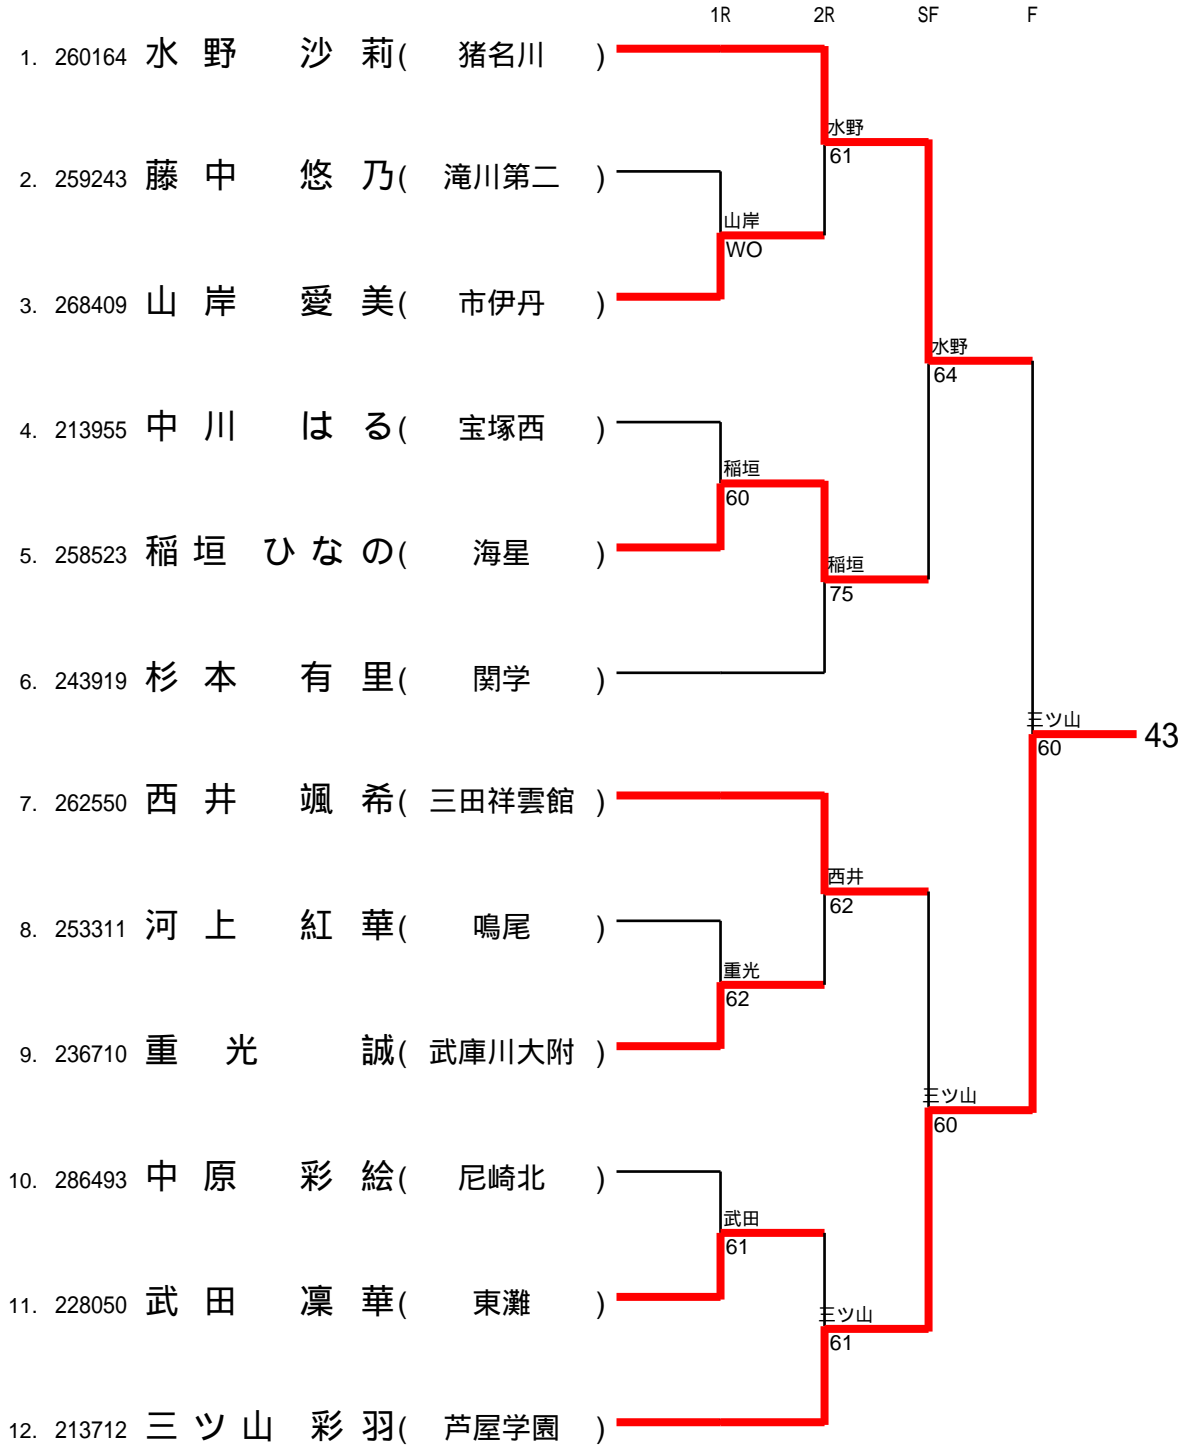 1R 2R SF F
1. 260164 水野 沙莉( 猪名川 )
水野
61
2. 259243 藤中 悠乃( 滝川第二 )
山岸
WO
3. 268409 山岸 愛美( 市伊丹 )
水野
64
4. 213955 中川 はる( 宝塚西 )
稲垣
60
5. 258523 稲垣 ひなの( 海星 )
稲垣
75
6. 243919 杉本 有里( 関学 )
三ツ山
60
43
7. 262550 西井 颯希( 三田祥雲館 )
西井
62
8. 253311 河上 紅華( 鳴尾 )
重光
62
9. 236710 重光 誠( 武庫川大附 )
三ツ山
60
10. 286493 中原 彩絵( 尼崎北 )
武田
61
11. 228050 武田 凜華( 東灘 )
三ツ山
61
12. 213712 三ツ山 彩羽( 芦屋学園 )